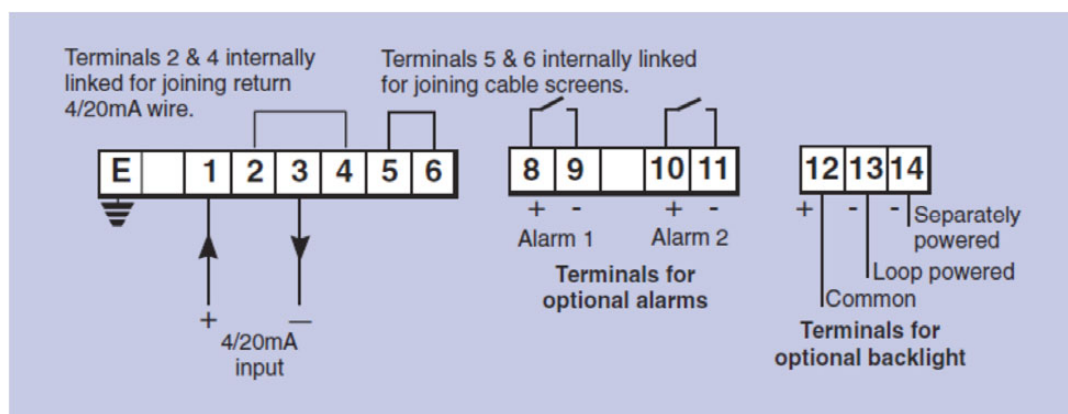 Terminals 2 & 4 internally
linked for joining return
4/20mA wire.
Terminals 5 & 6 internally linked
for joining cable screens.
E 1 2 3 4 5 6
8 9 10 11
12 13 14
+ - + -
Alarm 1 Alarm 2
Terminals for
optional alarms
+ - -
Separately
powered
Loop powered
Common
Terminals for
optional backlight
+ —
4/20mA
input